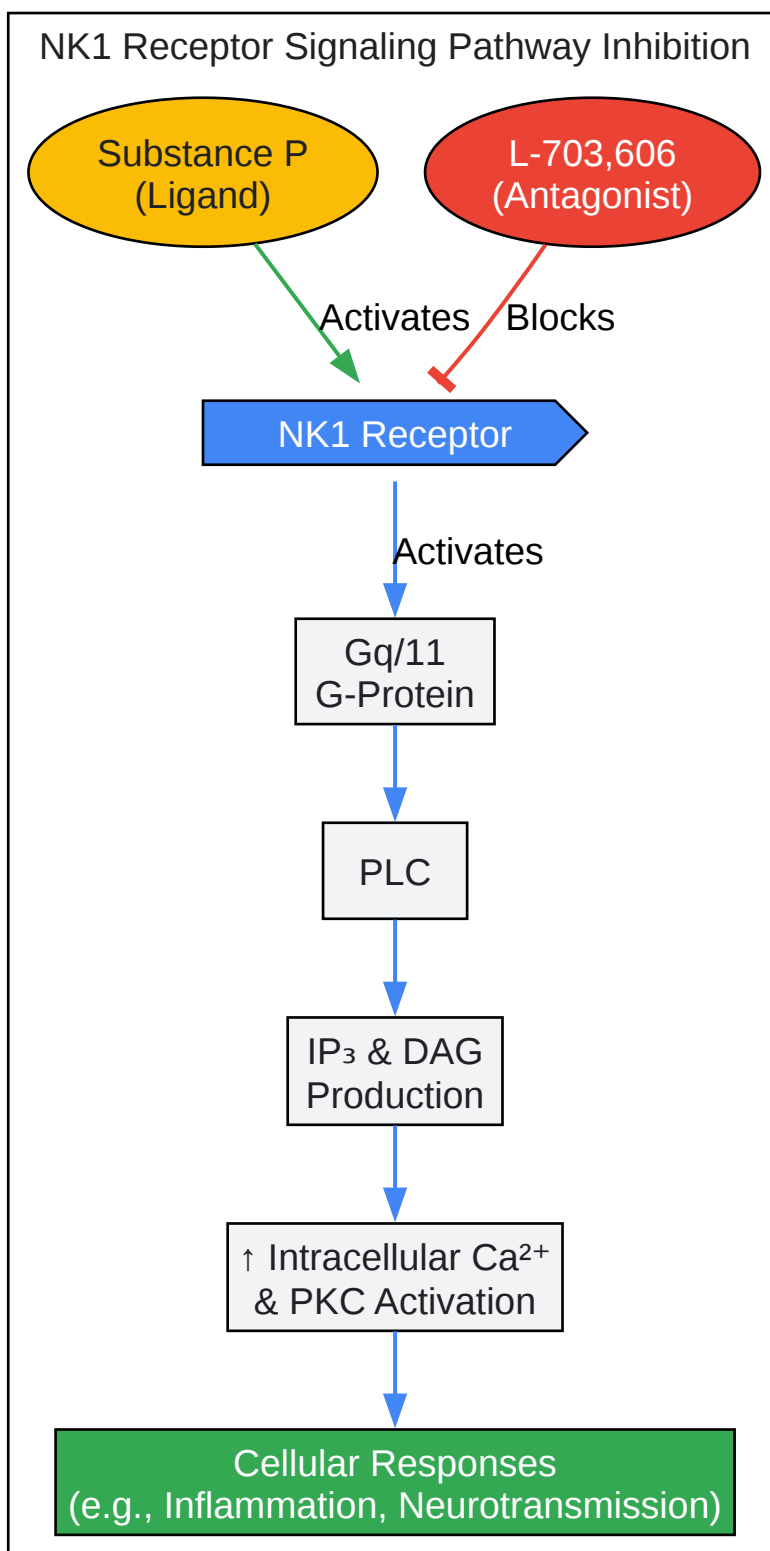 NK1 Receptor Signaling Pathway Inhibition
Substance P
(Ligand)
L-703,606
(Antagonist)
Activates
Blocks
NK1 Receptor
Activates
Gq/11
G-Protein
PLC
IP₃ & DAG
Production
↑ Intracellular Ca²⁺
& PKC Activation
Cellular Responses
(e.g., Inflammation, Neurotransmission)